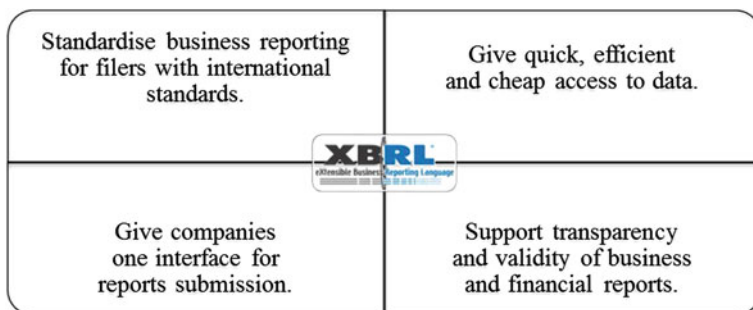 Standardise business reporting
for filers with international
standards.
Give quick, efficient
and cheap access to data.
XBRL
eXtensible Business Reporting Language
Give companies
one interface for
reports submission.
Support transparency
and validity of business
and financial reports.